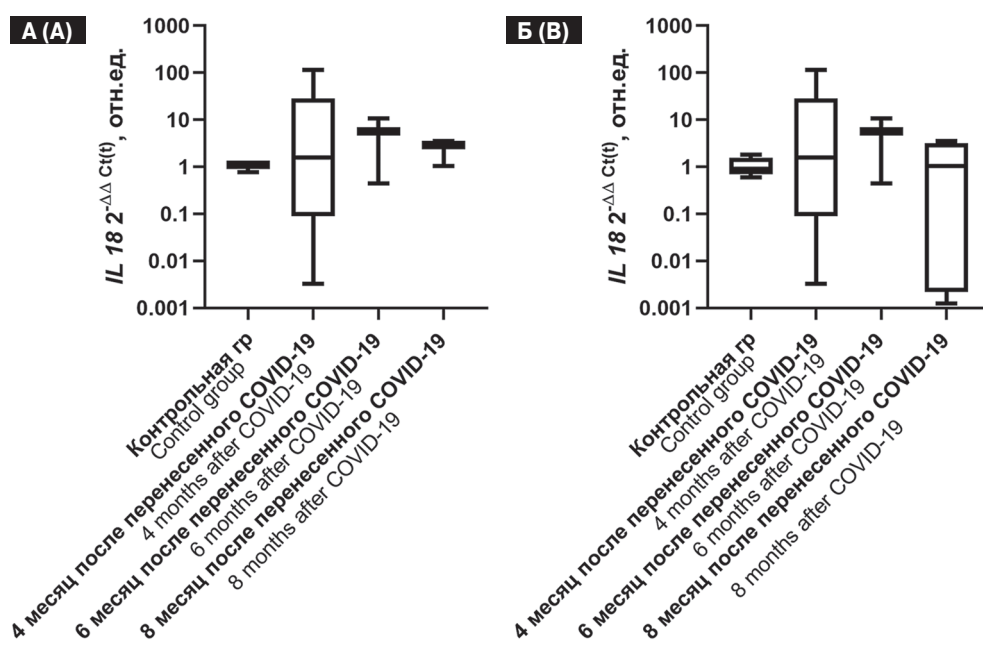 А (A)
1000
100
10
1
0.1
0.01
0.001
IL 18 2-ΔΔ Ct(t), отн.ед.
Контрольная гр
Control group
4 месяц после перенесенного COVID-19
4 months after COVID-19
6 месяц после перенесенного COVID-19
6 months after COVID-19
8 месяц после перенесенного COVID-19
8 months after COVID-19
Б (B)
1000
100
10
1
0.1
0.01
0.001
IL 18 2-ΔΔ Ct(t), отн.ед.
Контрольная гр
Control group
4 месяц после перенесенного COVID-19
4 months after COVID-19
6 месяц после перенесенного COVID-19
6 months after COVID-19
8 месяц после перенесенного COVID-19
8 months after COVID-19